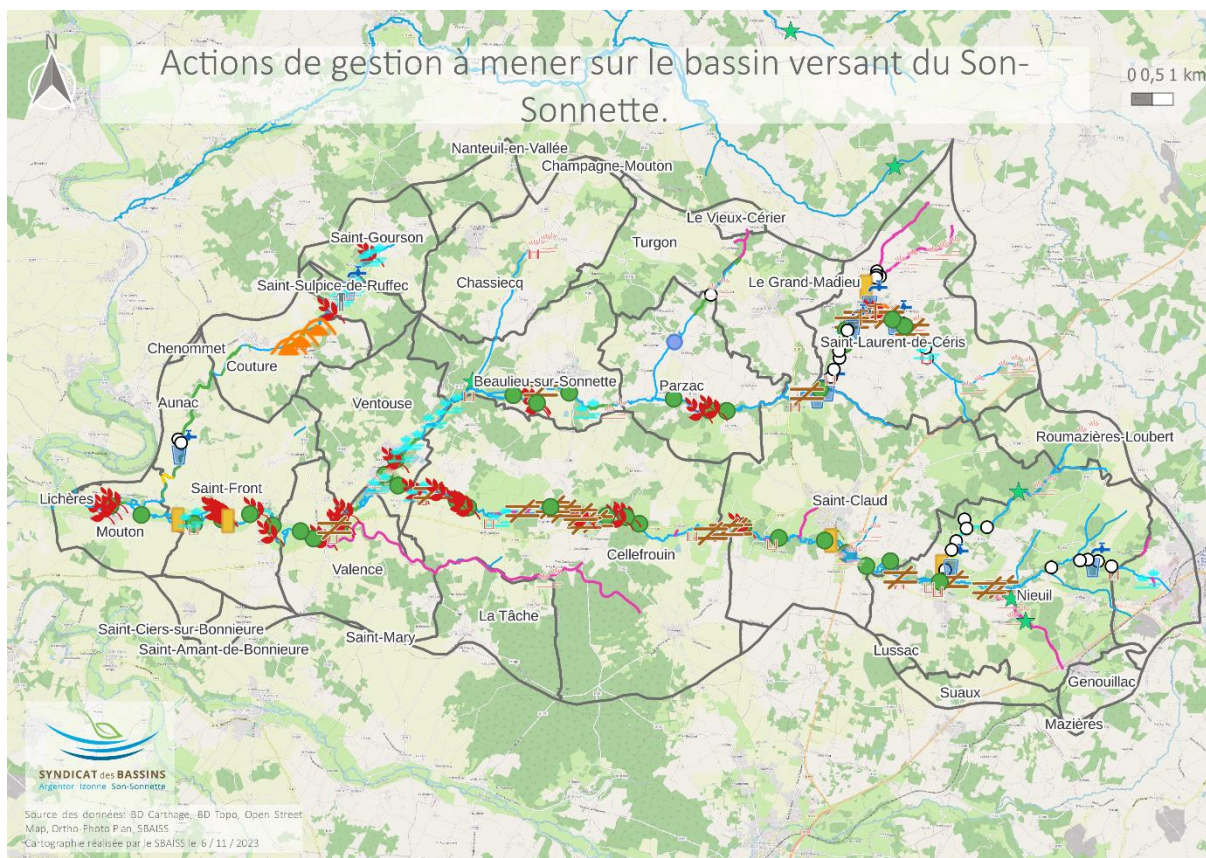 Actions de gestion à mener sur le bassin versant du Son-
Sonnette.
N
0 0,5 1 km
Nanteuil-en-Vallée
Champagne-Mouton
Le Vieux-Cérier
Saint-Gourson
Turgon
Saint-Sulpice-de-Ruffec
Chassiecq
Le Grand-Madieu
Chenommet
Couture
Saint-Laurent-de-Céris
Aunac
Ventouse
Beaulieu-sur-Sonnette
Parzac
Roumazières-Loubert
Lichères
Saint-Front
Saint-Claud
Mouton
Cellefrouin
Valence
Nieuil
La Tâche
Saint-Ciers-sur-Bonnieure
Saint-Mary
Saint-Amant-de-Bonnieure
Lussac
Genouillac
Suaux
Mazières
SYNDICAT des BASSINS
Argentor Izonne Son-Sonnette
Source des données: BD Carthage, BD Topo, Open Street
Map, Ortho-Photo Plan, SBAISS
Cartographie réalisée par le SBAISS le 6 / 11 / 2023